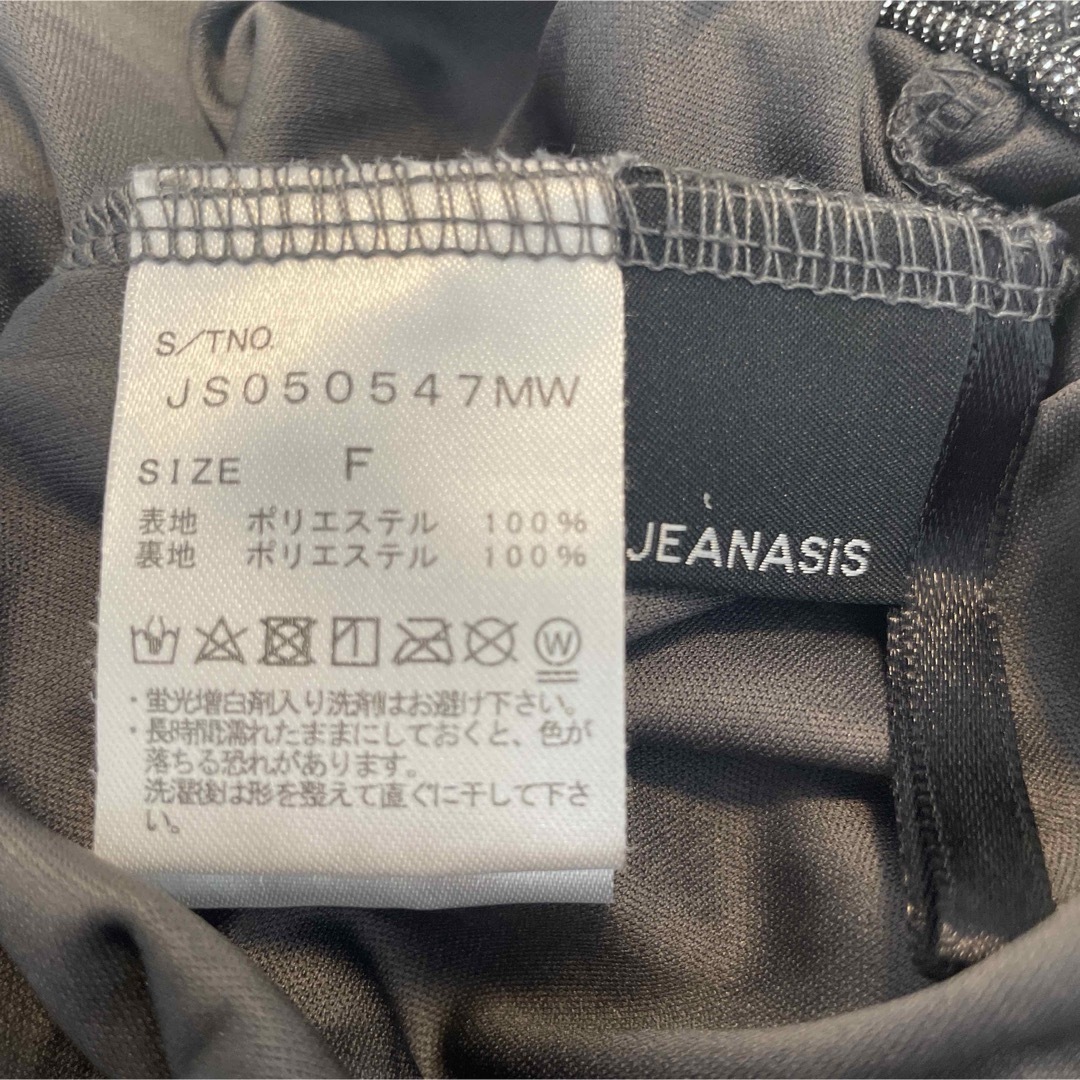 S/TNO.
JS050547MW
SIZE F
表地 ポリエステル 100%
裏地 ポリエステル 100%
W
・蛍光増白剤入り洗剤はお避け下さい。
・長時間濡れたままにしておくと、色が
落ちる恐れがあります。
洗濯後は形を整えて直ぐに干して下さ
い。
JEANASiS